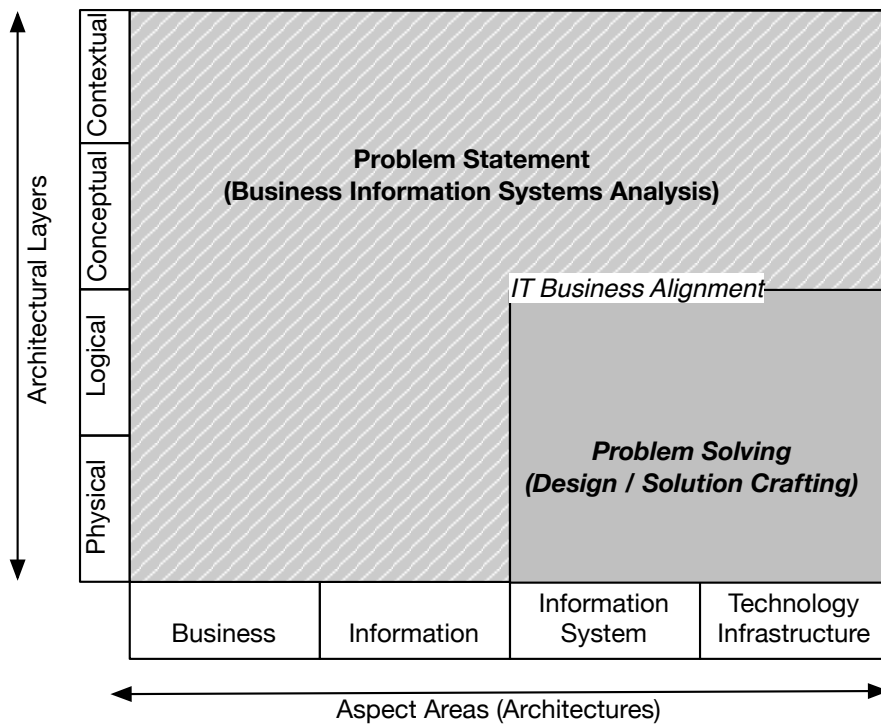 Architectural Layers
Contextual
Conceptual
Logical
Physical
Problem Statement
(Business Information Systems Analysis)
IT Business Alignment
Problem Solving
(Design / Solution Crafting)
Business
Information
Information
System
Technology
Infrastructure
Aspect Areas (Architectures)